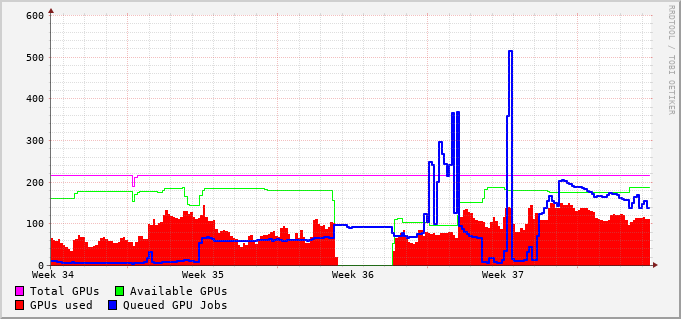 600
500
400
300
200
100
0
Week 34 Week 35 Week 36 Week 37
Total GPUs Available GPUs
GPUs used Queued GPU Jobs
RRDTOOL / TOBI OETIKER